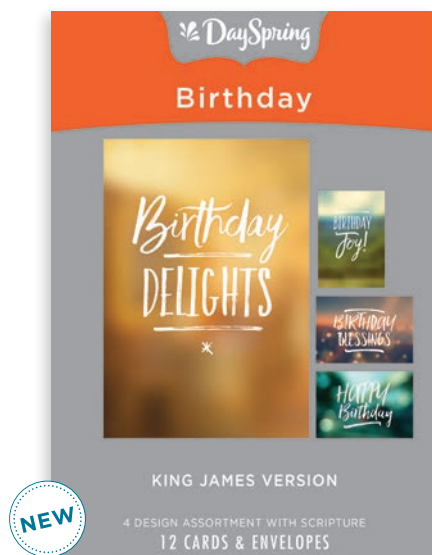 DaySpring
Birthday
Birthday
DELIGHTS
BIRTHDAY
Joy!
BIRTHDAY
BLESSINGS
HAPPY
Birthday
KING JAMES VERSION
NEW
4 DESIGN ASSORTMENT WITH SCRIPTURE
12 CARDS & ENVELOPES